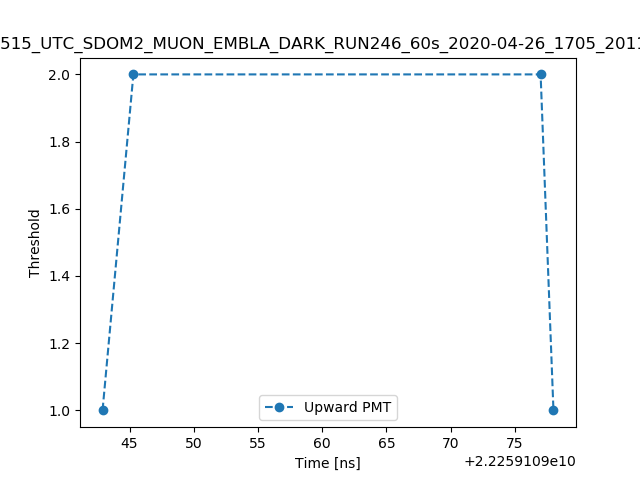 515_UTC_SDOM2_MUON_EMBLA_DARK_RUN246_60s_2020-04-26_1705_2011
2.0
1.8
1.6
1.4
1.2
1.0
Threshold
Upward PMT
45 50 55 60 65 70 75
Time [ns]
+2.2259109e10